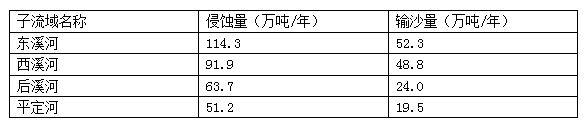 子流域名称 侵蚀量（万吨/年） 输沙量（万吨/年）
东溪河 114.3 52.3
西溪河 91.9 48.8
后溪河 63.7 24.0
平定河 51.2 19.5